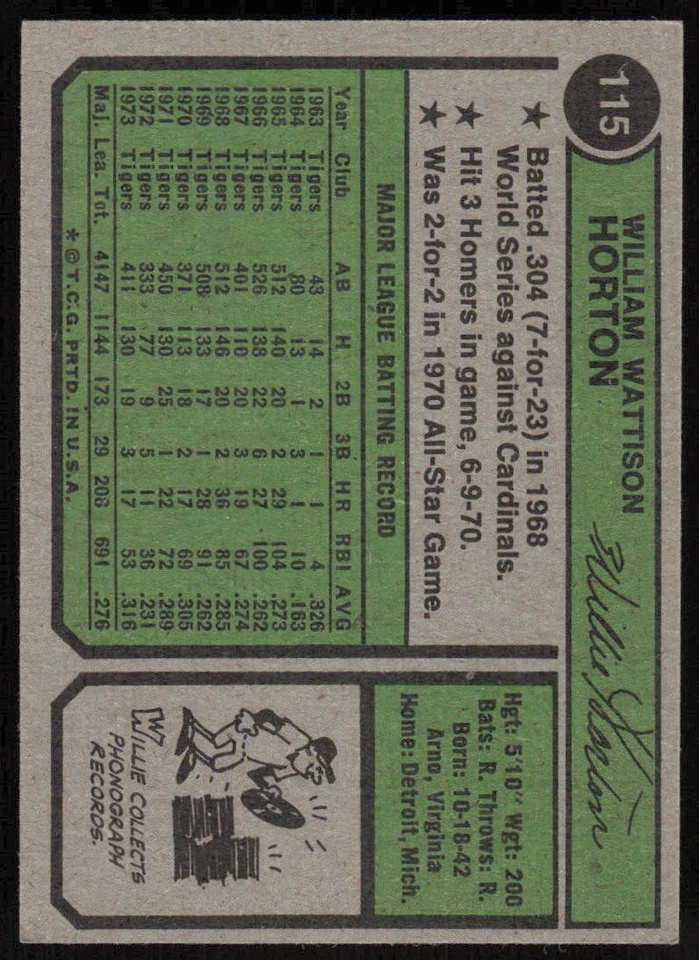 115
WILLIAM WATTISON
HORTON
Willie Horton
★ Batted .304 (7-for-23) in 1968
World Series against Cardinals.
★ Hit 3 Homers in game, 6-9-70.
★ Was 2-for-2 in 1970 All-Star Game.
MAJOR LEAGUE BATTING RECORD
Year Club AB H 2B 3B HR RBI AVG
1963 Tigers 43 14 2 1 1 4 .326
1964 Tigers 80 13 1 3 1 10 .163
1965 Tigers 512 140 20 2 29 104 .273
1966 Tigers 526 138 22 6 27 100 .262
1967 Tigers 401 110 20 3 19 67 .274
1968 Tigers 512 146 20 2 36 85 .285
1969 Tigers 508 133 17 1 28 91 .262
1970 Tigers 371 113 18 2 17 69 .305
1971 Tigers 450 130 25 1 22 72 .289
1972 Tigers 333 77 9 5 11 36 .231
1973 Tigers 411 130 19 3 17 53 .316
Maj. Lea. Tot. 4147 1144 173 29 208 691 .276
* © T.C.G. PRTD. IN U.S.A.
Hgt: 5'10" Wgt: 200
Bats: R. Throws: R.
Born: 10-18-42
Arno, Virginia
Home: Detroit, Mich.
W
WILLIE COLLECTS
PHONOGRAPH
RECORDS.